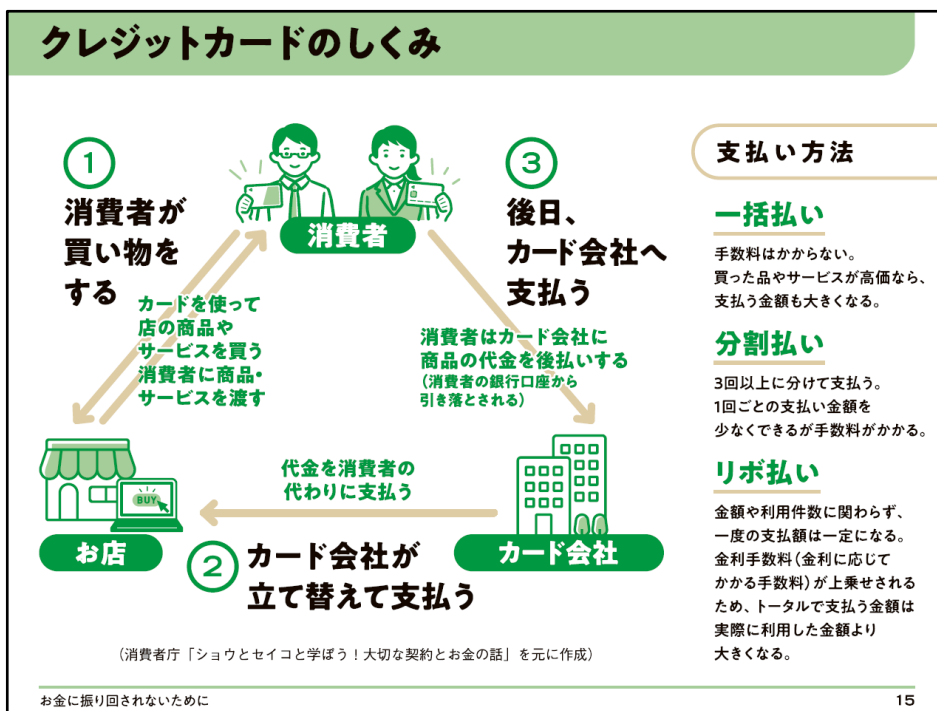 クレジットカードのしくみ
1
消費者が
買い物を
する
消費者
カードを使って
店の商品や
サービスを買う
消費者に商品・
サービスを渡す
3
後日、
カード会社へ
支払う
消費者はカード会社に
商品の代金を後払いする
(消費者の銀行口座から
引き落とされる)
代金を消費者の
代わりに支払う
BUY
お店
カード会社
2
カード会社が
立て替えて支払う
(消費者庁「ショウとセイコと学ぼう!大切な契約とお金の話」を元に作成)
支払い方法
一括払い
手数料はかからない。
買った品やサービスが高価なら、
支払う金額も大きくなる。
分割払い
3回以上に分けて支払う。
1回ごとの支払い金額を
少なくできるが手数料がかかる。
リボ払い
金額や利用件数に関わらず、
一度の支払額は一定になる。
金利手数料(金利に応じて
かかる手数料)が上乗せされる
ため、トータルで支払う金額は
実際に利用した金額より
大きくなる。
お金に振り回されないために
15